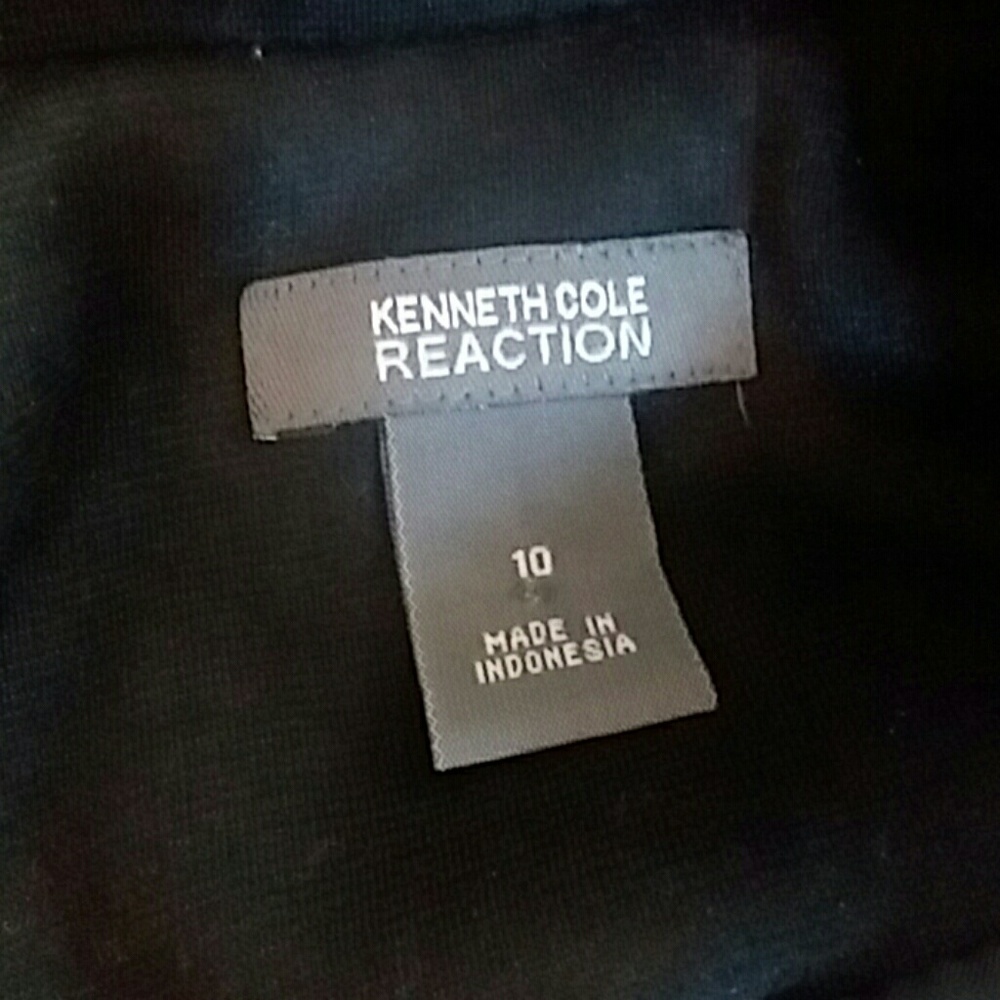 KENNETH COLE
REACTION
10
MADE IN
INDONESIA